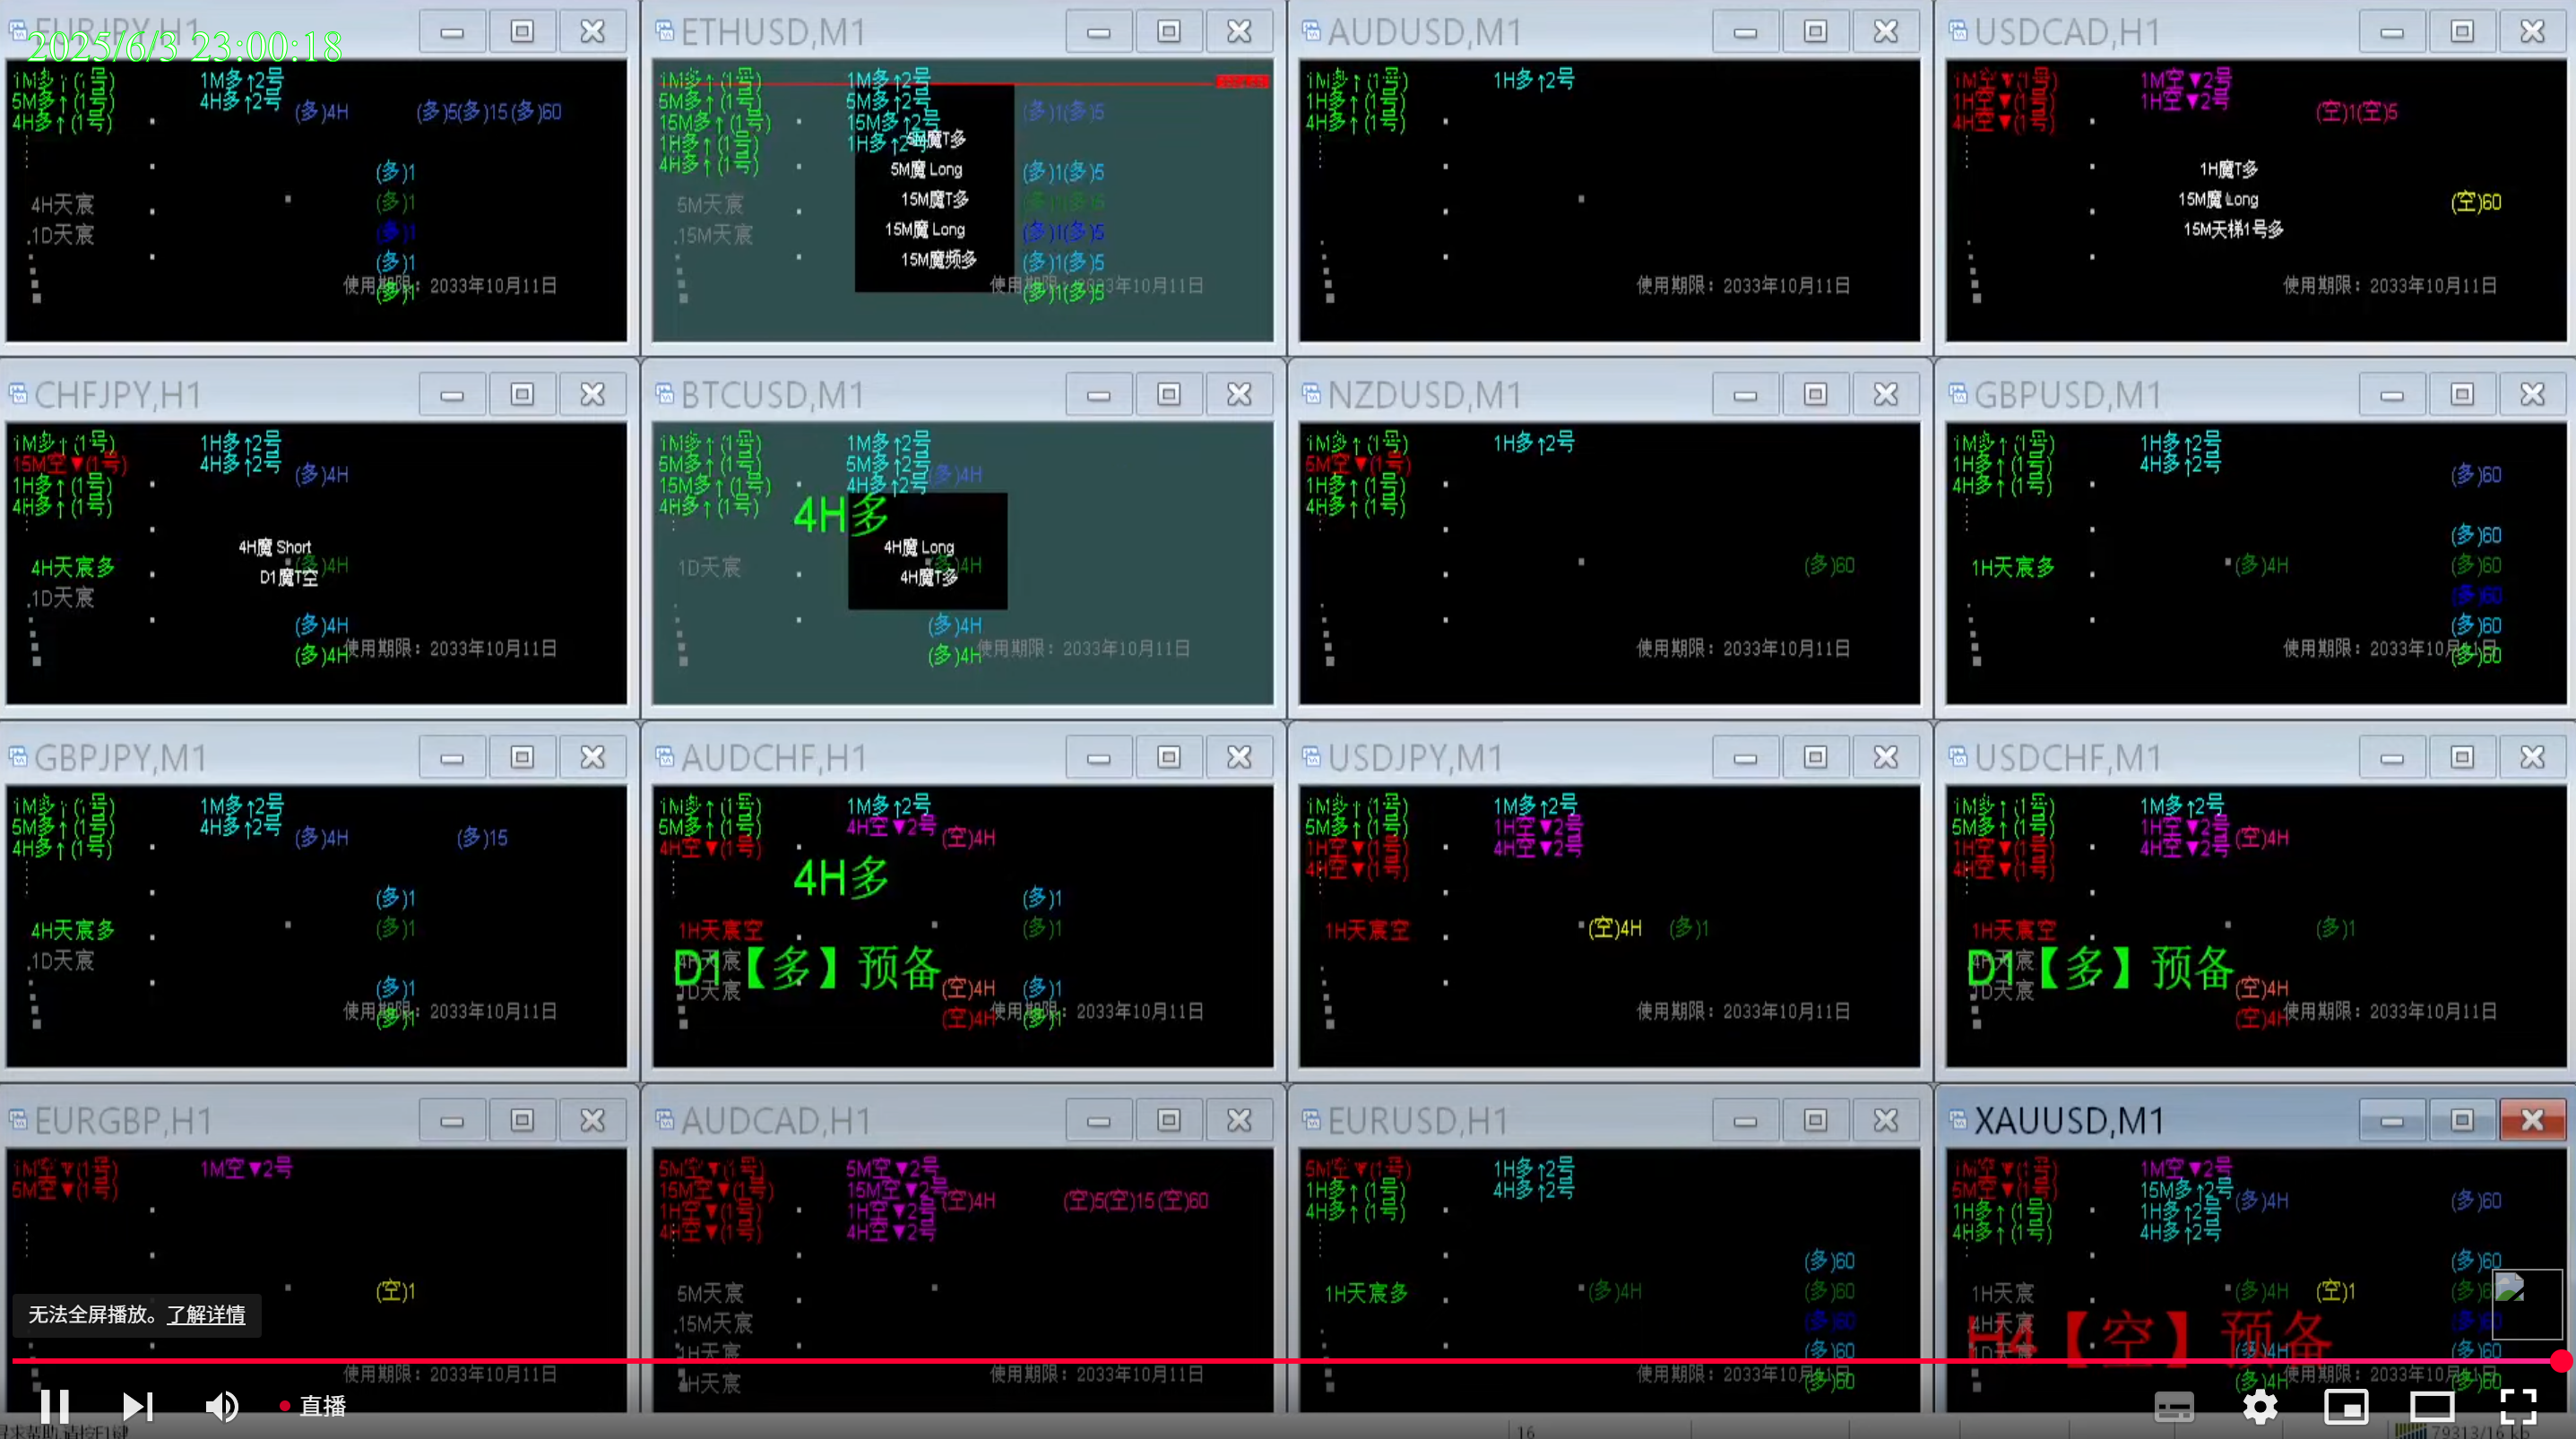 EURJPY,H1
2025/6/3 23:00:18
1M多↑(1号)
5M多↑(1号)
4H多↑(1号)
1M多↑2号
4H多↑2号
(多)4H
(多)5(多)15(多)60
(多)1
(多)1
(多)1
(多)1
(多)1
4H天宸
.1D天宸
使用期限：2033年10月11日
ETHUSD,M1
1M多↑(1号)
5M多↑(1号)
15M多↑(1号)
1H多↑(1号)
4H多↑(1号)
1M多↑2号
5M多↑2号
15M多↑2号
1H多↑2号
5M魔T多
5M魔 Long
15M魔T多
15M魔 Long
15M魔频多
(多)1(多)5
(多)1(多)5
(多)1(多)5
(多)1(多)5
(多)1(多)5
(多)1(多)5
5M天宸
.15M天宸
使用期限：2033年10月11日
AUDUSD,M1
1M多↑(1号)
1H多↑(1号)
4H多↑(1号)
1H多↑2号
使用期限：2033年10月11日
USDCAD,H1
1M空▼(1号)
1H空▼(1号)
4H空▼(1号)
1M空▼2号
1H空▼2号
(空)1(空)5
1H魔T多
15M魔 Long
15M天梯1号多
(空)60
使用期限：2033年10月11日
CHFJPY,H1
1M多↑(1号)
15M空▼(1号)
1H多↑(1号)
4H多↑(1号)
1H多↑2号
4H多↑2号
(多)4H
4H魔 Short
(多)4H
D1魔T空
4H天宸多
.1D天宸
(多)4H
(多)4H
使用期限：2033年10月11日
BTCUSD,M1
1M多↑(1号)
5M多↑(1号)
15M多↑(1号)
4H多↑(1号)
1M多↑2号
5M多↑2号
4H多↑2号
(多)4H
4H多
4H魔 Long
(多)4H
4H魔T多
1D天宸
(多)4H
(多)4H
使用期限：2033年10月11日
NZDUSD,M1
1M多↑(1号)
5M空▼(1号)
1H多↑(1号)
4H多↑(1号)
1H多↑2号
(多)60
使用期限：2033年10月11日
GBPUSD,M1
1M多↑(1号)
1H多↑(1号)
4H多↑(1号)
1H多↑2号
4H多↑2号
(多)60
(多)60
1H天宸多
(多)4H
(多)60
(多)60
(多)60
(多)60
使用期限：2033年10月11日
GBPJPY,M1
1M多↑(1号)
5M多↑(1号)
4H多↑(1号)
1M多↑2号
4H多↑2号
(多)4H
(多)15
(多)1
4H天宸多
(多)1
.1D天宸
(多)1
(多)1
使用期限：2033年10月11日
AUDCHF,H1
1M多↑(1号)
5M多↑(1号)
4H空▼(1号)
1M多↑2号
4H空▼2号
(空)4H
4H多
(多)1
1H天宸空
(多)1
4H天宸
D1【多】预备
1D天宸
(空)4H
(多)1
(空)4H
(多)1
使用期限：2033年10月11日
USDJPY,M1
1M多↑(1号)
5M多↑(1号)
1H空▼(1号)
4H空▼(1号)
1M多↑2号
1H空▼2号
4H空▼2号
1H天宸空
(空)4H
(多)1
使用期限：2033年10月11日
USDCHF,M1
1M多↑(1号)
5M多↑(1号)
1H空▼(1号)
4H空▼(1号)
1M多↑2号
1H空▼2号
4H空▼2号
(空)4H
1H天宸空
(多)1
4H天宸
D1【多】预备
1D天宸
(空)4H
(空)4H
使用期限：2033年10月11日
EURGBP,H1
1M空▼(1号)
5M空▼(1号)
1M空▼2号
(空)1
无法全屏播放。了解详情
使用期限：2033年10月11日
AUDCAD,H1
5M空▼(1号)
15M空▼(1号)
1H空▼(1号)
4H空▼(1号)
5M空▼2号
15M空▼2号
1H空▼2号
4H空▼2号
(空)4H
(空)5(空)15(空)60
5M天宸
.15M天宸
.1H天宸
4H天宸
使用期限：2033年10月11日
EURUSD,H1
5M空▼(1号)
1H多↑(1号)
4H多↑(1号)
1H多↑2号
4H多↑2号
(多)60
1H天宸多
(多)4H
(多)60
(多)60
(多)60
(多)60
使用期限：2033年10月11日
XAUUSD,M1
1M空▼(1号)
5M空▼(1号)
1H多↑(1号)
4H多↑(1号)
1M空▼2号
15M多↑2号
1H多↑2号
4H多↑2号
(多)4H
(多)60
(多)60
1H天宸
(多)4H
(空)1
4H天宸
H4【空】预备
1D天宸
(多)4H
(多)60
(多)4H
(多)60
使用期限：2033年10月11日
直播
16
79313/16 kb